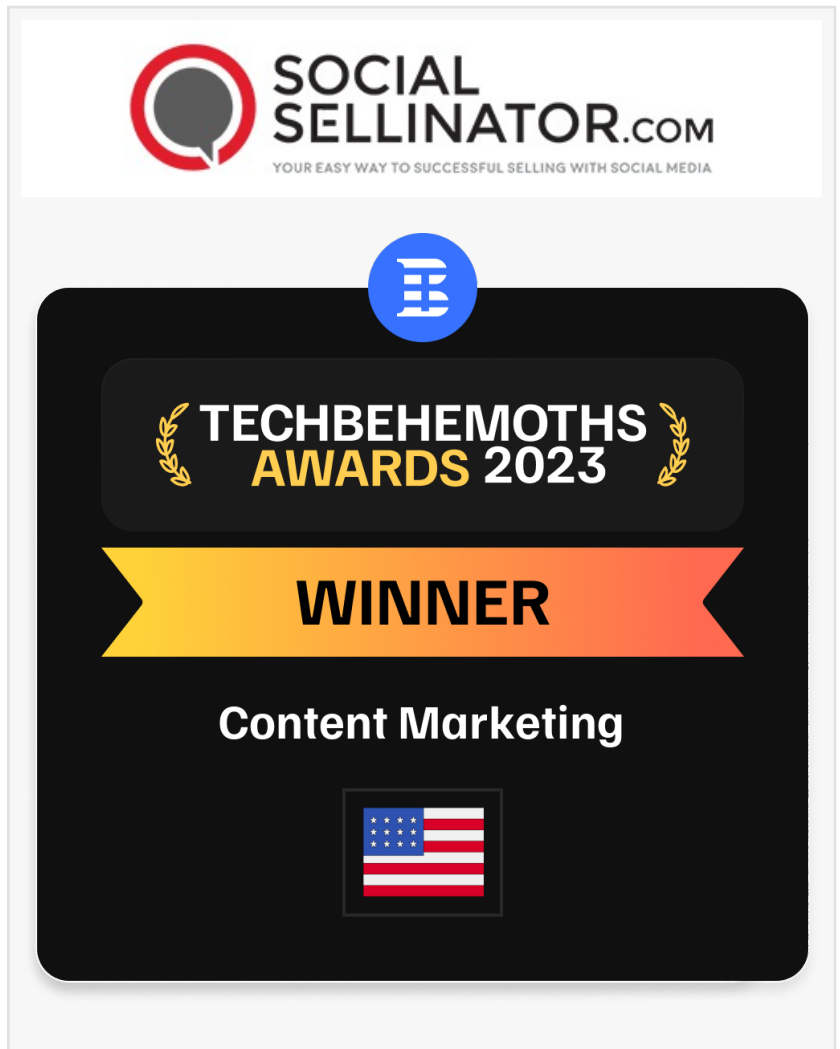 SOCIAL
SELLINATOR.COM
YOUR EASY WAY TO SUCCESSFUL SELLING WITH SOCIAL MEDIA
TECHBEHEMOTHS
AWARDS 2023
WINNER
Content Marketing